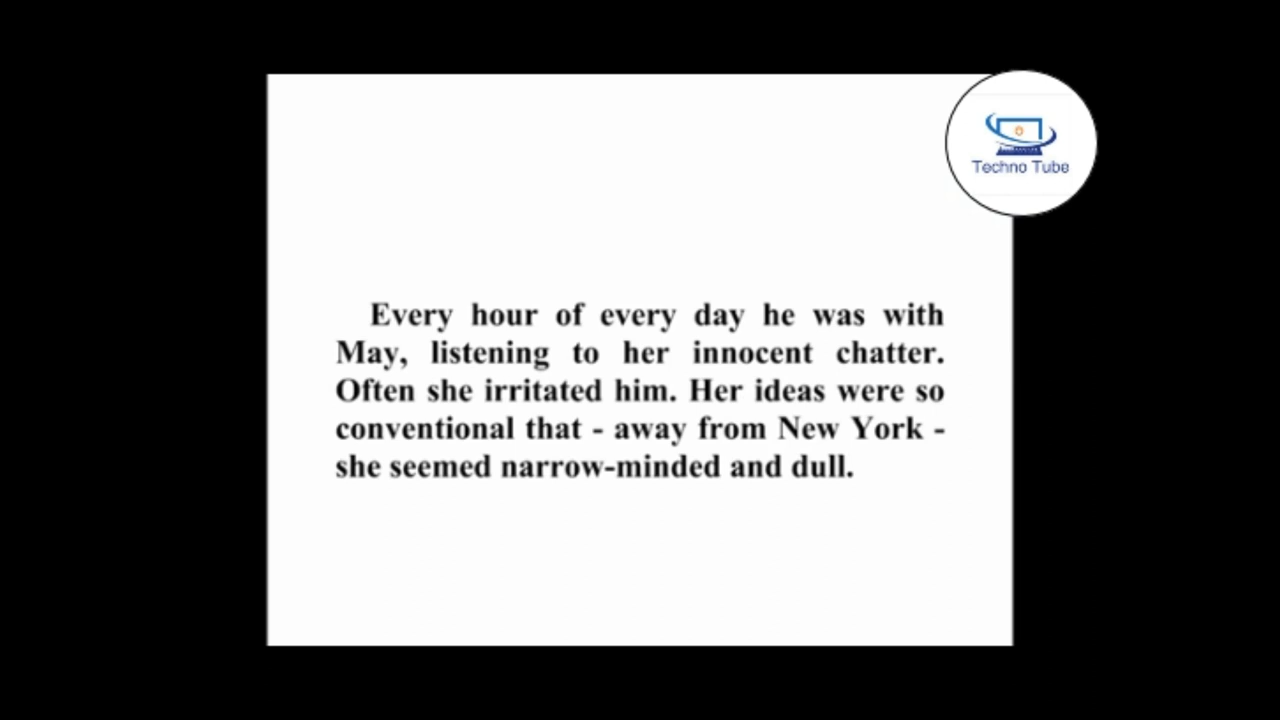 Techno Tube
Every hour of every day he was with
May, listening to her innocent chatter.
Often she irritated him. Her ideas were so
conventional that - away from New York -
she seemed narrow-minded and dull.